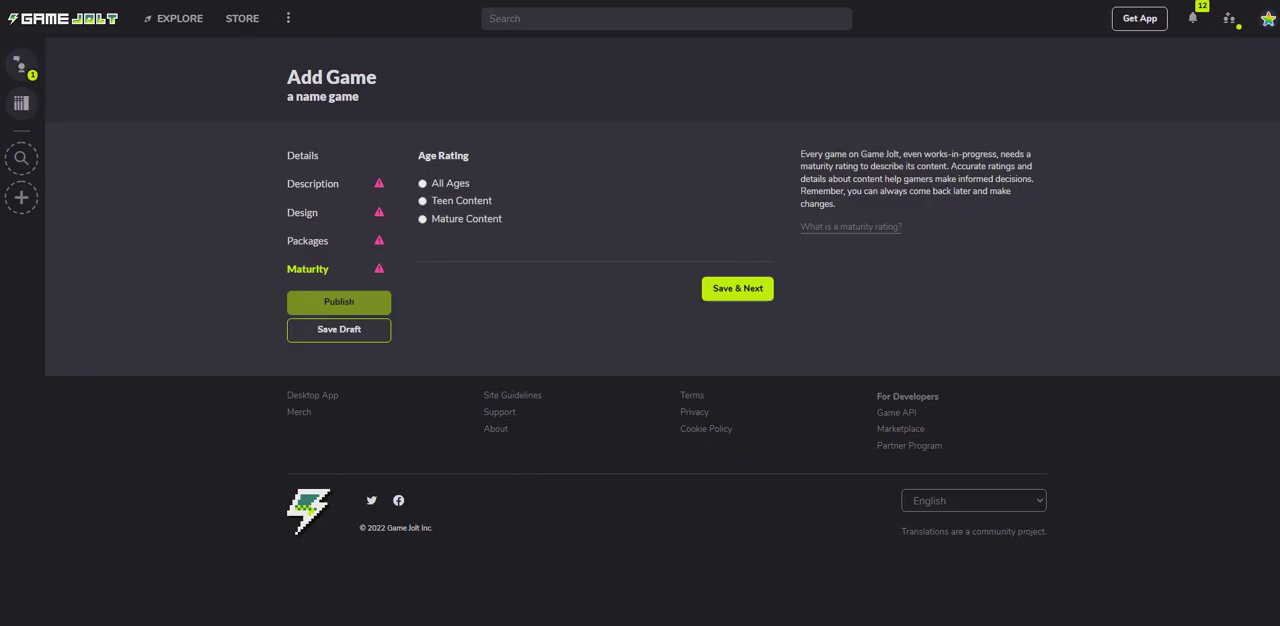 GAME JOLT
EXPLORE
STORE
Search
Get App
12
1
Add Game
a name game
Details
Description
Design
Packages
Maturity
Publish
Save Draft
Age Rating
All Ages
Teen Content
Mature Content
Save & Next
Every game on Game Jolt, even works-in-progress, needs a
maturity rating to describe its content. Accurate ratings and
details about content help gamers make informed decisions.
Remember, you can always come back later and make
changes.
What is a maturity rating?
Desktop App
Merch
Site Guidelines
Support
About
Terms
Privacy
Cookie Policy
For Developers
Game API
Marketplace
Partner Program
© 2022 Game Jolt Inc.
English
Translations are a community project.